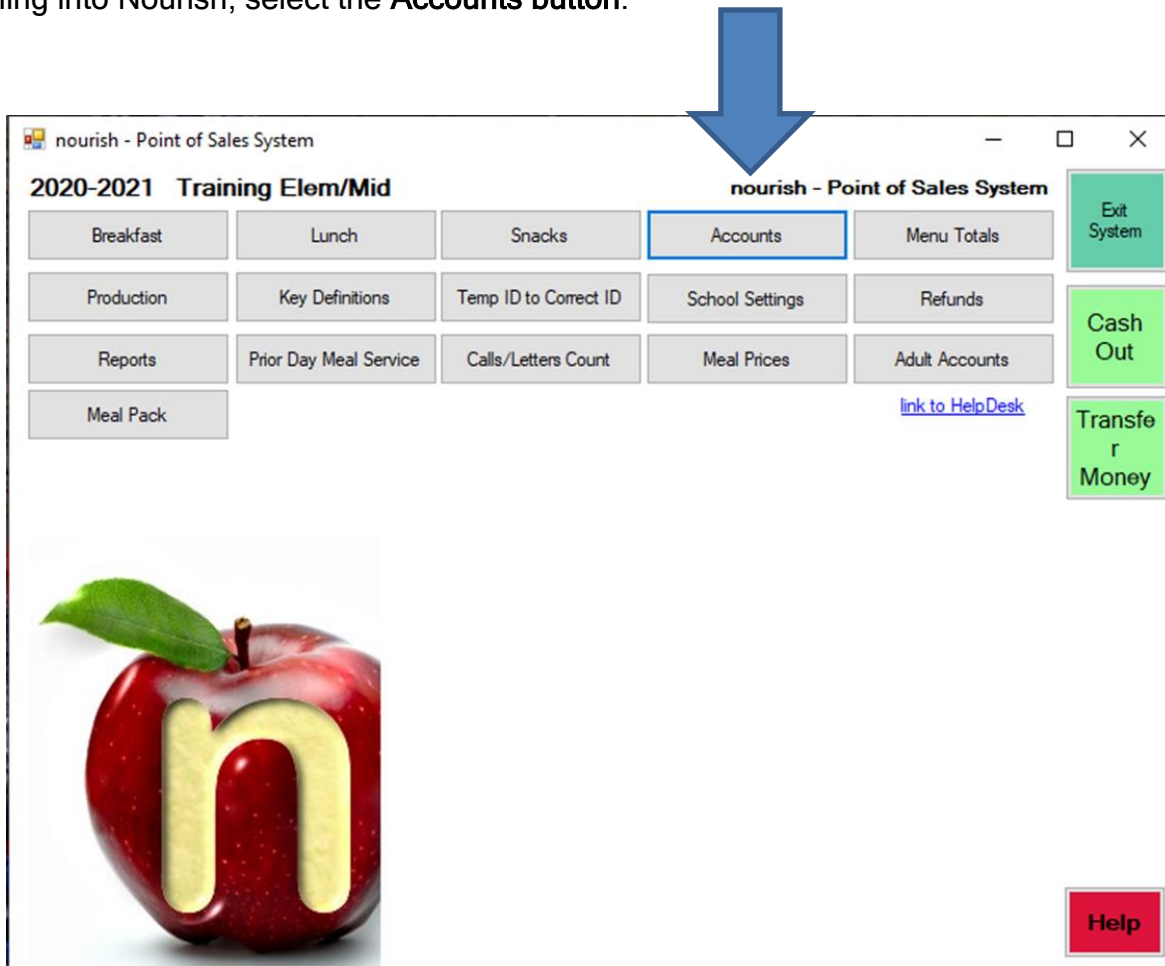 into Nourish, select the Accounts button.
nourish - Point of Sales System
2020-2021 Training Elem/Mid nourish - Point of Sales System
Exit
System
Breakfast Lunch Snacks Accounts Menu Totals
Production Key Definitions Temp ID to Correct ID School Settings Refunds
Cash
Out
Reports Prior Day Meal Service Calls/Letters Count Meal Prices Adult Accounts
Meal Pack link to HelpDesk
Transfe
r
Money
n
Help